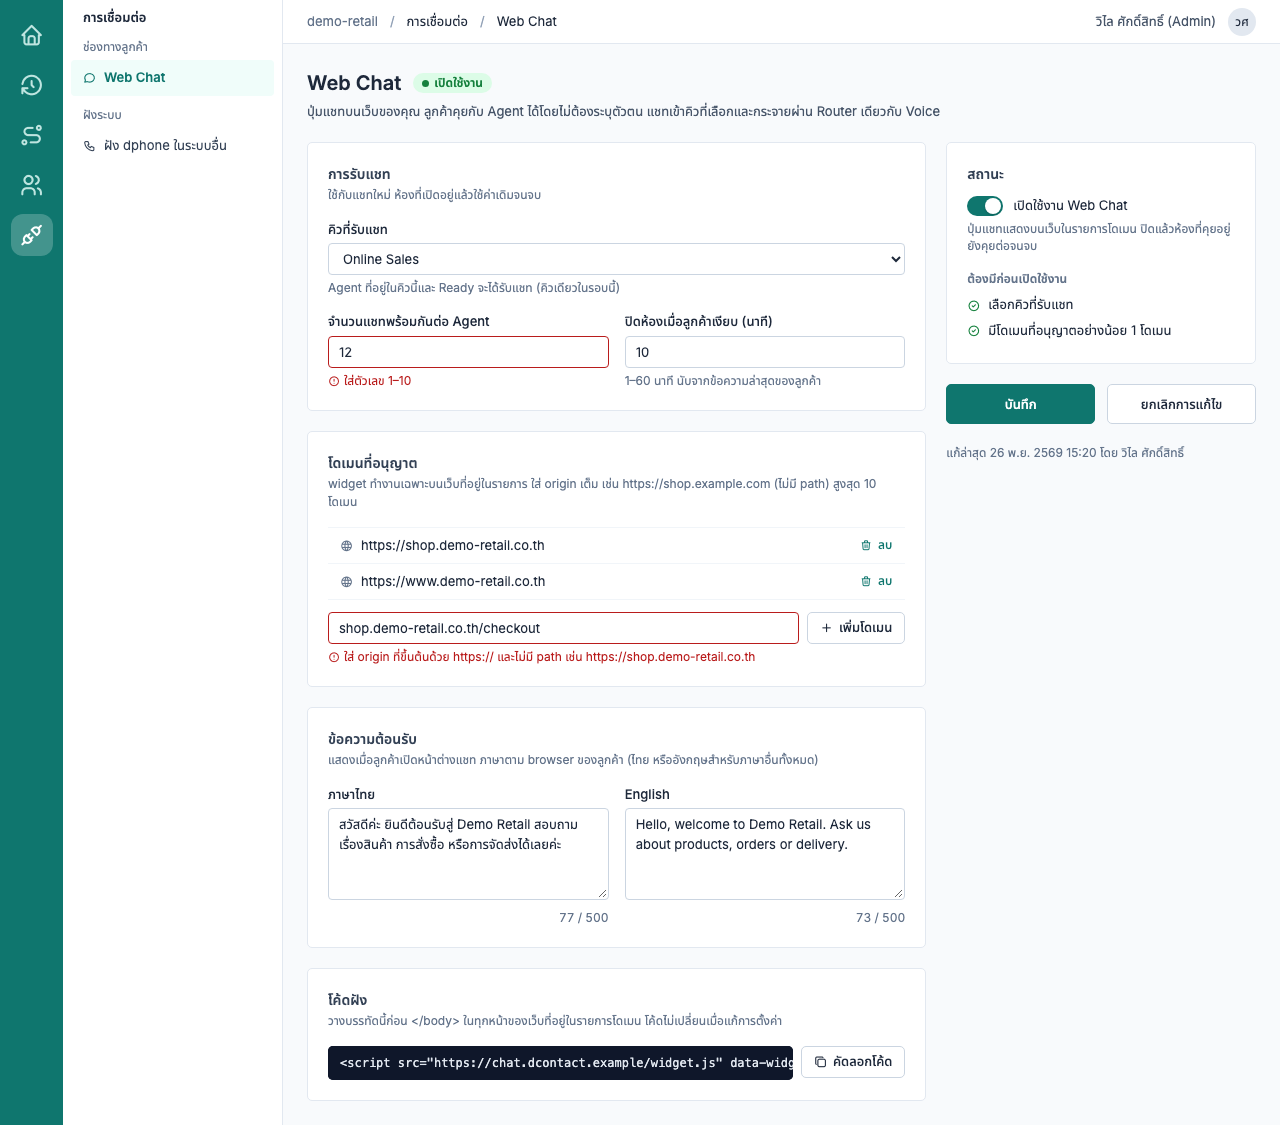 การเชื่อมต่อ
ช่องทางลูกค้า
Web Chat
ฝังระบบ
ฝัง dphone ในระบบอื่น
demo-retail / การเชื่อมต่อ / Web Chat
วิไล ศักดิ์สิทธิ์ (Admin) วศ
Web Chat เปิดใช้งาน
ปุ่มแชทบนเว็บของคุณ ลูกค้าคุยกับ Agent ได้โดยไม่ต้องระบุตัวตน แชทเข้าคิวที่เลือกและกระจายผ่าน Router เดียวกับ Voice
การรับแชท
ใช้กับแชทใหม่ ห้องที่เปิดอยู่แล้วใช้ค่าเดิมจนจบ
คิวที่รับแชท
Online Sales
Agent ที่อยู่ในคิวนี้และ Ready จะได้รับแชท (คิวเดียวในรอบนี้)
จำนวนแชทพร้อมกันต่อ Agent
12
ใส่ตัวเลข 1–10
ปิดห้องเมื่อลูกค้าเงียบ (นาที)
10
1–60 นาที นับจากข้อความล่าสุดของลูกค้า
โดเมนที่อนุญาต
widget ทำงานเฉพาะบนเว็บที่อยู่ในรายการ ใส่ origin เต็ม เช่น https://shop.example.com (ไม่มี path) สูงสุด 10
โดเมน
https://shop.demo-retail.co.th ลบ
https://www.demo-retail.co.th ลบ
shop.demo-retail.co.th/checkout เพิ่มโดเมน
ใส่ origin ที่ขึ้นต้นด้วย https:// และไม่มี path เช่น https://shop.demo-retail.co.th
ข้อความต้อนรับ
แสดงเมื่อลูกค้าเปิดหน้าต่างแชท ภาษาตาม browser ของลูกค้า (ไทย หรืออังกฤษสำหรับภาษาอื่นทั้งหมด)
ภาษาไทย
สวัสดีค่ะ ยินดีต้อนรับสู่ Demo Retail สอบถาม
เรื่องสินค้า การสั่งซื้อ หรือการจัดส่งได้เลยค่ะ
77 / 500
English
Hello, welcome to Demo Retail. Ask us
about products, orders or delivery.
73 / 500
โค้ดฝัง
วางบรรทัดนี้ก่อน </body> ในทุกหน้าของเว็บที่อยู่ในรายการโดเมน โค้ดไม่เปลี่ยนเมื่อแก้การตั้งค่า
<script src="https://chat.dcontact.example/widget.js" data-widg คัดลอกโค้ด
สถานะ
เปิดใช้งาน Web Chat
ปุ่มแชทแสดงบนเว็บในรายการโดเมน ปิดแล้วห้องที่คุยอยู่
ยังคุยต่อจนจบ
ต้องมีก่อนเปิดใช้งาน
เลือกคิวที่รับแชท
มีโดเมนที่อนุญาตอย่างน้อย 1 โดเมน
บันทึก ยกเลิกการแก้ไข
แก้ล่าสุด 26 พ.ย. 2569 15:20 โดย วิไล ศักดิ์สิทธิ์